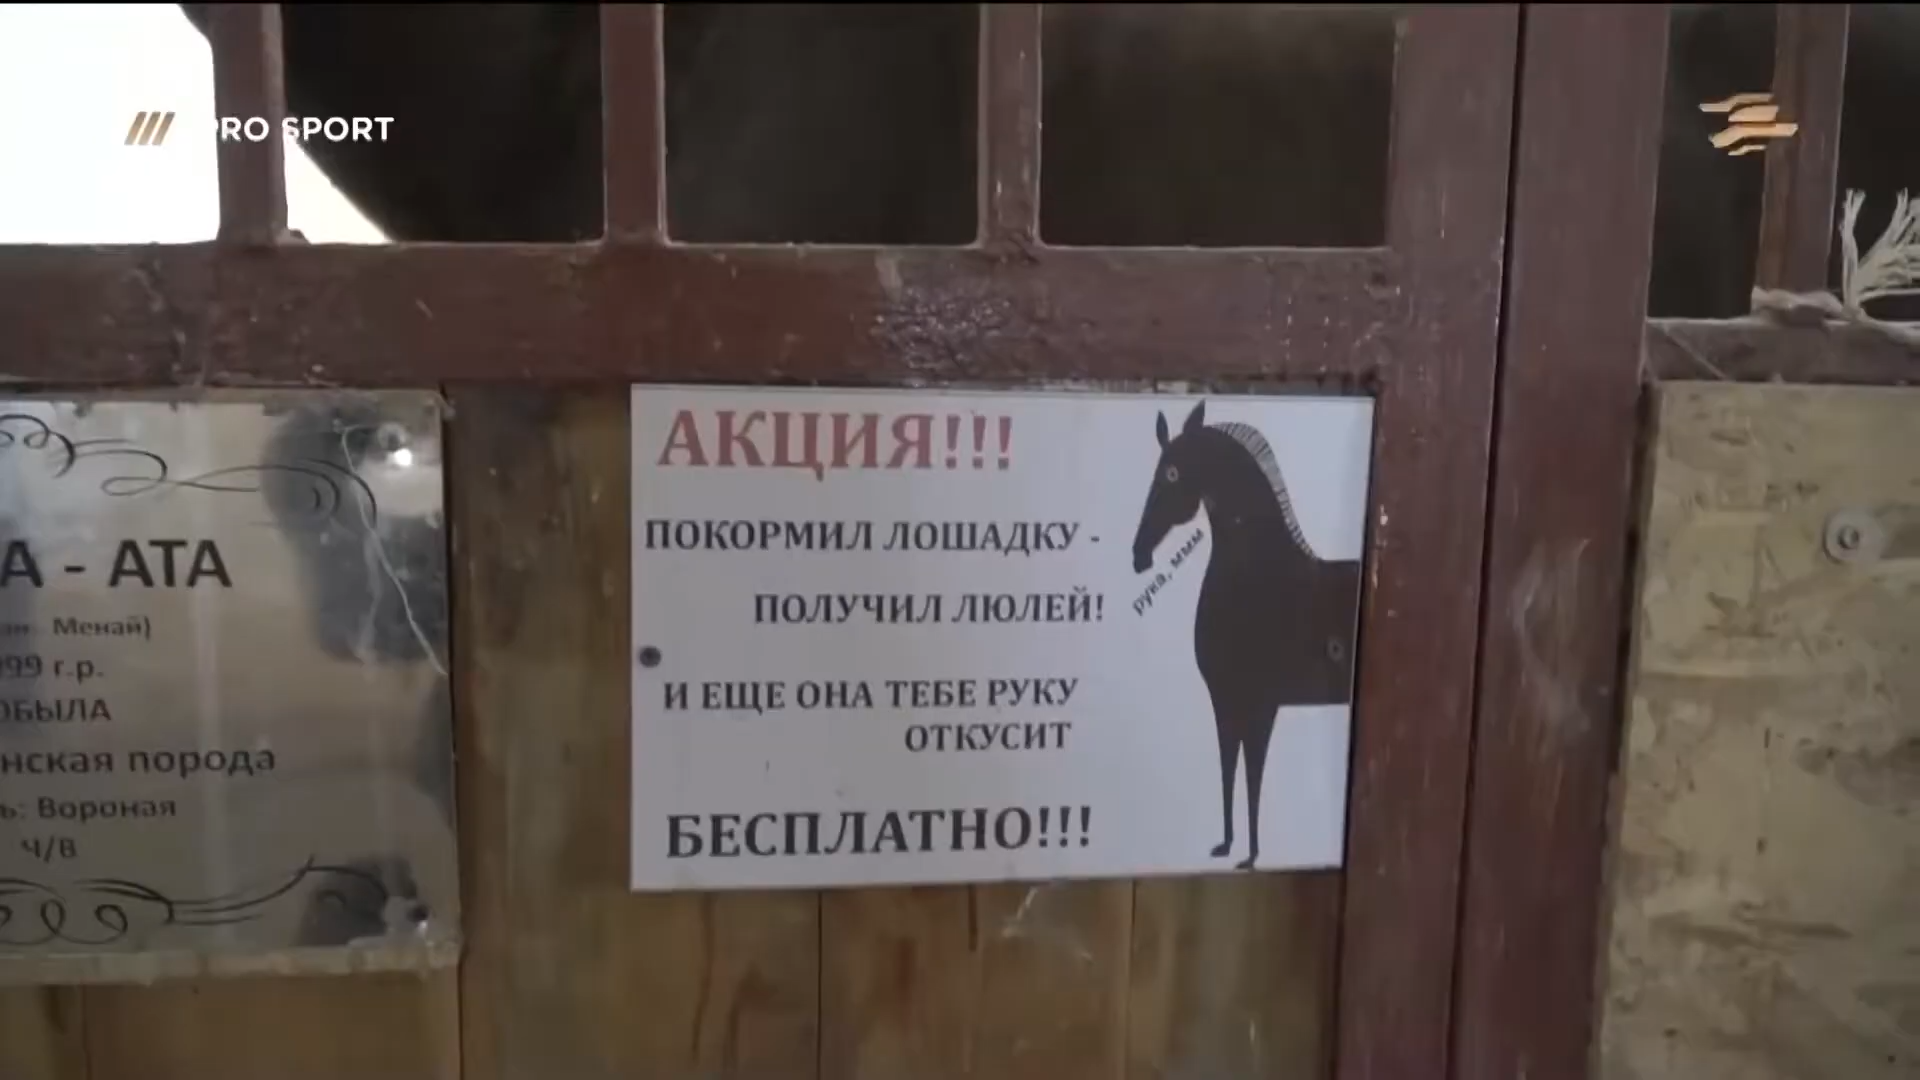 PRO SPORT
АКЦИЯ!!!
ПОКОРМИЛ ЛОШАДКУ -
ПОЛУЧИЛ ЛЮЛЕЙ!
И ЕЩЕ ОНА ТЕБЕ РУКУ
ОТКУСИТ
БЕСПЛАТНО!!!
рука, ммм
А - АТА
Менай)
99 г.р.
ОБЫЛА
нская порода
ь: Вороная
Ч/В